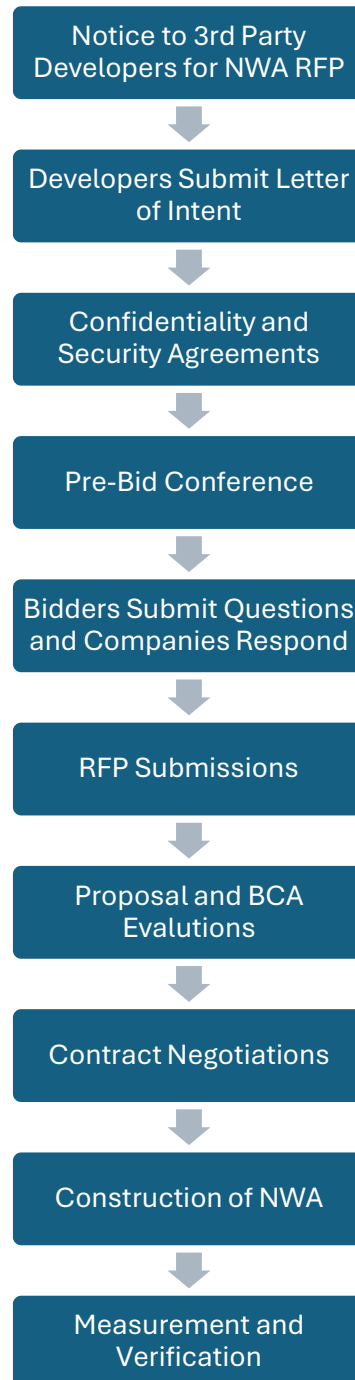 Notice to 3rd Party
Developers for NWA RFP
Developers Submit Letter
of Intent
Confidentiality and
Security Agreements
Pre-Bid Conference
Bidders Submit Questions
and Companies Respond
RFP Submissions
Proposal and BCA
Evalutions
Contract Negotiations
Construction of NWA
Measurement and
Verification